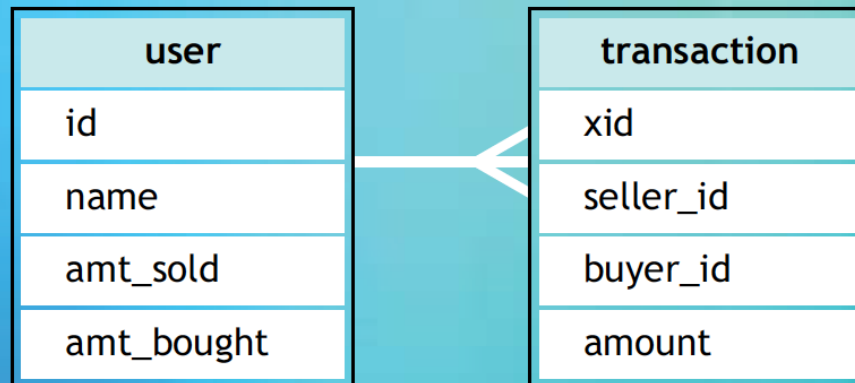 user
id
name
amt_sold
amt_bought
transaction
xid
seller_id
buyer_id
amount